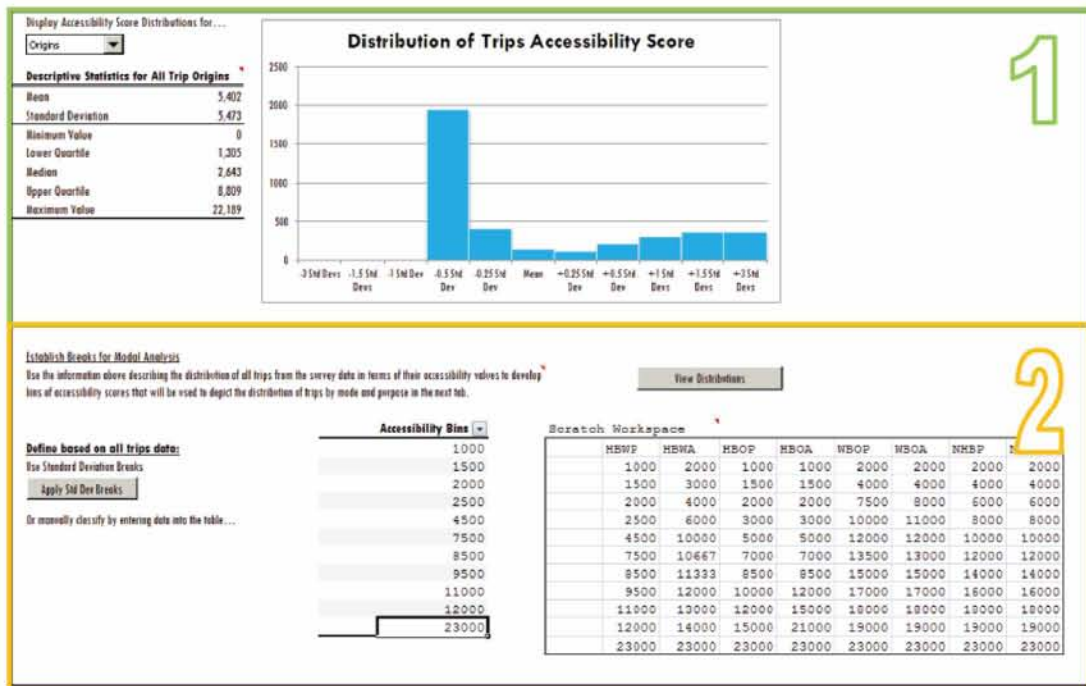 Display Accessibility Score Distributions for...
Origins
Descriptive Statistics for All Trip Origins
Mean 5,402
Standard Deviation 5,473
Minimum Value 0
Lower Quartile 1,305
Median 2,643
Upper Quartile 8,809
Maximum Value 22,189
Distribution of Trips Accessibility Score
2500
2000
1500
1000
500
0
-3 Std Devs -1.5 Std Devs -1 Std Dev -0.5 Std Dev -0.25 Std Dev Mean +0.25 Std Dev +0.5 Std Dev +1 Std Devs +1.5 Std Devs +3 Std Devs
1
Establish Breaks for Modal Analysis
Use the information above describing the distribution of all trips from the survey data in terms of their accessibility values to develop
bins of accessibility scores that will be used to depict the distribution of trips by mode and purpose in the next tab.
View Distributions
2
Define based on all trips data:
Use Standard Deviation Breaks
Apply Std Dev Breaks
Or manually classify by entering data into the table...
Accessibility Bins
1000
1500
2000
2500
4500
7500
8500
9500
11000
12000
23000
Scratch Workspace
HBWP HBWA HBOP HBOA WBOP WBOA NHBP
1000 2000 1000 1000 2000 2000 2000 2000
1500 3000 1500 1500 4000 4000 4000 4000
2000 4000 2000 2000 7500 8000 6000 6000
2500 6000 3000 3000 10000 11000 8000 8000
4500 10000 5000 5000 12000 12000 10000 10000
7500 10667 7000 7000 13500 13000 12000 12000
8500 11333 8500 8500 15000 15000 14000 14000
9500 12000 10000 12000 17000 17000 16000 16000
11000 13000 12000 15000 18000 18000 18000 18000
12000 14000 15000 21000 19000 19000 19000 19000
23000 23000 23000 23000 23000 23000 23000 23000